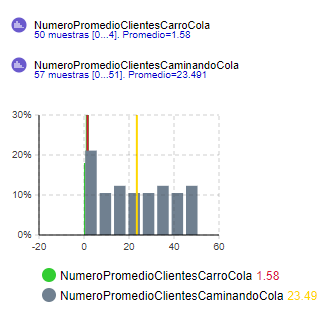 NumeroPromedioClientesCarroCola
50 muestras [0...4]. Promedio=1.58
NumeroPromedioClientesCaminandoCola
57 muestras [0...51]. Promedio=23.491
30%
20%
10%
0%
-20 0 20 40 60
NumeroPromedioClientesCarroCola 1.58
NumeroPromedioClientesCaminandoCola 23.49